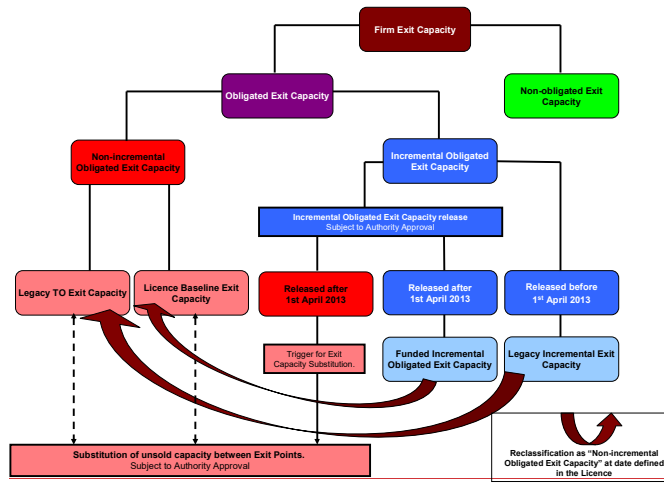 Firm Exit Capacity
Obligated Exit Capacity
Non-obligated Exit
Capacity
Non-incremental
Obligated Exit Capacity
Incremental Obligated
Exit Capacity
Incremental Obligated Exit Capacity release
Subject to Authority Approval
Legacy TO Exit Capacity
Licence Baseline Exit
Capacity
Released after
1st April 2013
Released after
1st April 2013
Released before
1st April 2013
Trigger for Exit
Capacity Substitution.
Funded Incremental
Obligated Exit Capacity
Legacy Incremental Exit
Capacity
Substitution of unsold capacity between Exit Points.
Subject to Authority Approval
Reclassification as “Non-incremental
Obligated Exit Capacity” at date defined
in the Licence